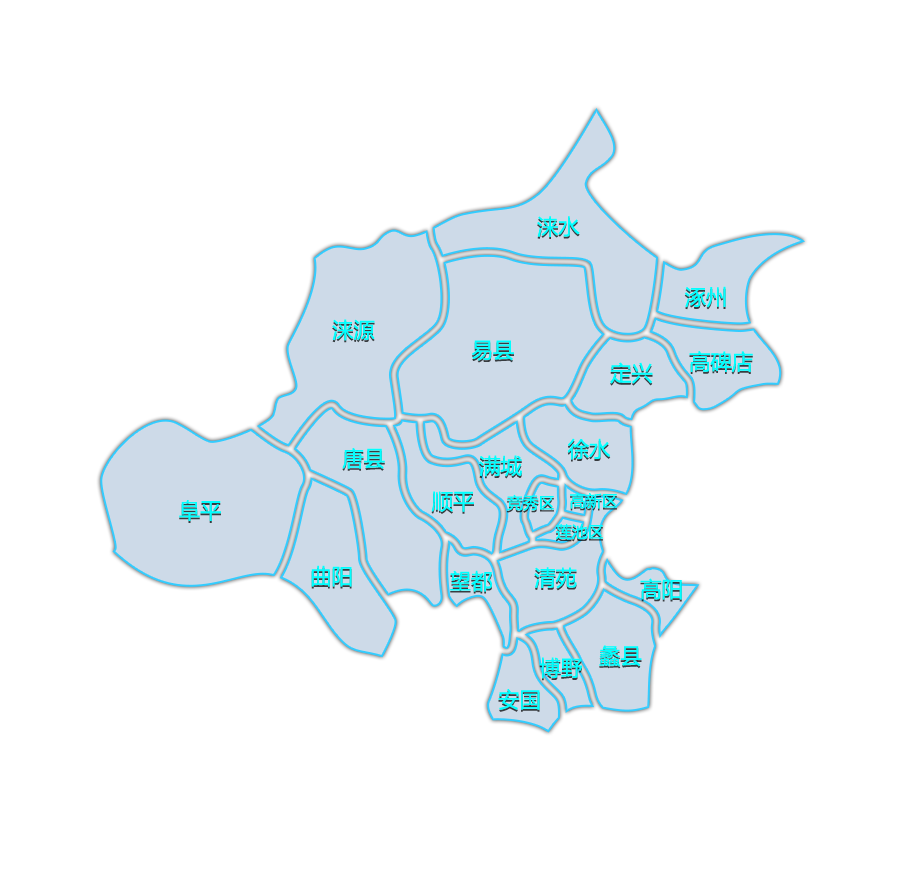 涞水
涿州
涞源
易县
高碑店
定兴
徐水
唐县
满城
顺平
竞秀区
高新区
阜平
莲池区
曲阳
望都
清苑
高阳
博野
蠡县
安国